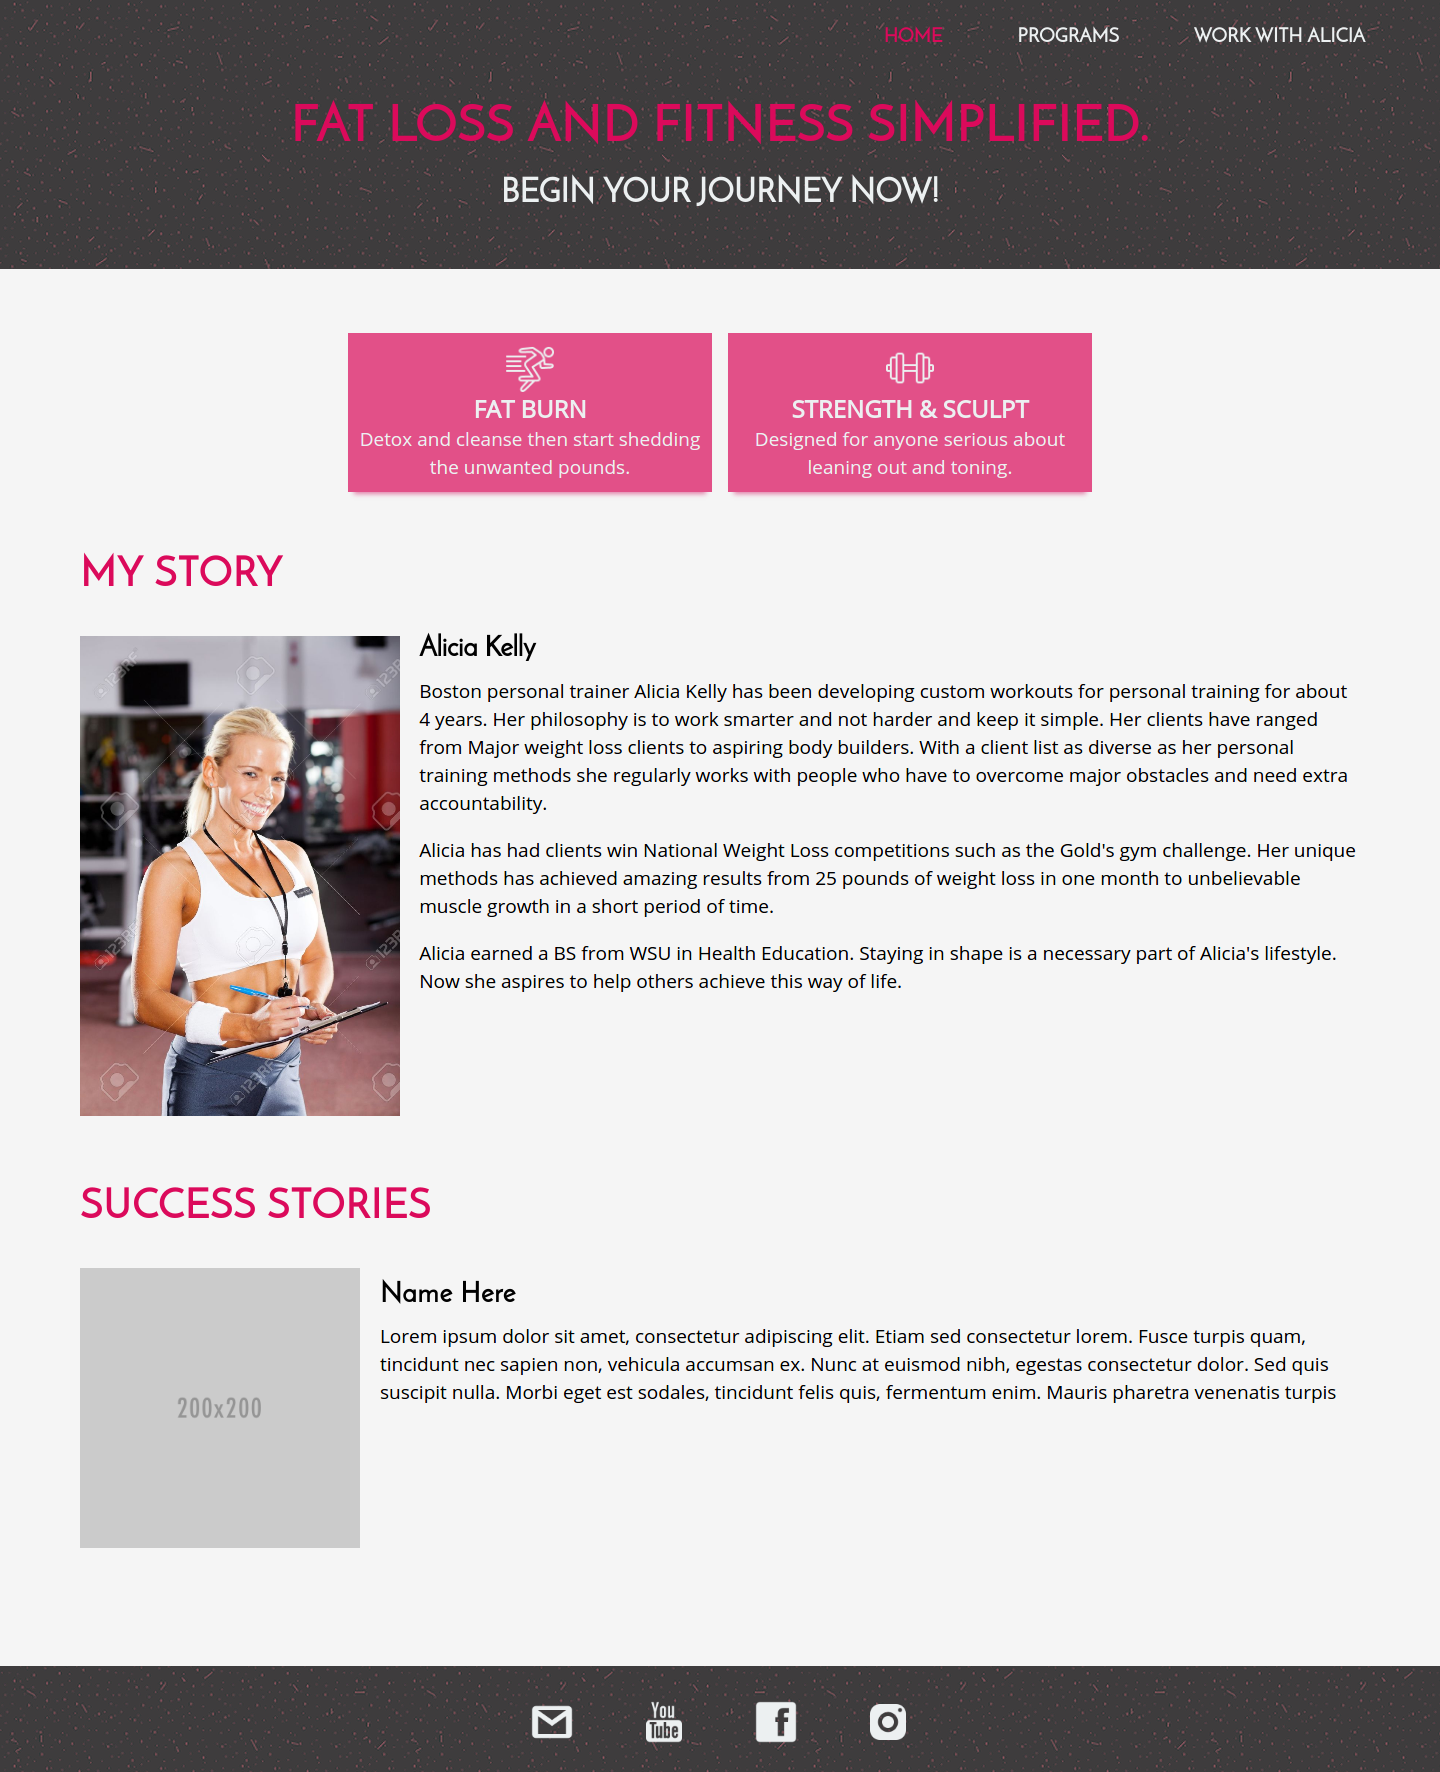 HOME PROGRAMS WORK WITH ALICIA
FAT LOSS AND FITNESS SIMPLIFIED.
BEGIN YOUR JOURNEY NOW!
FAT BURN
Detox and cleanse then start shedding
the unwanted pounds.
STRENGTH & SCULPT
Designed for anyone serious about
leaning out and toning.
MY STORY
123RF
123RF
123RF
123RF
123RF
Alicia Kelly
Boston personal trainer Alicia Kelly has been developing custom workouts for personal training for about
4 years. Her philosophy is to work smarter and not harder and keep it simple. Her clients have ranged
from Major weight loss clients to aspiring body builders. With a client list as diverse as her personal
training methods she regularly works with people who have to overcome major obstacles and need extra
accountability.
Alicia has had clients win National Weight Loss competitions such as the Gold's gym challenge. Her unique
methods has achieved amazing results from 25 pounds of weight loss in one month to unbelievable
muscle growth in a short period of time.
Alicia earned a BS from WSU in Health Education. Staying in shape is a necessary part of Alicia's lifestyle.
Now she aspires to help others achieve this way of life.
SUCCESS STORIES
200x200
Name Here
Lorem ipsum dolor sit amet, consectetur adipiscing elit. Etiam sed consectetur lorem. Fusce turpis quam,
tincidunt nec sapien non, vehicula accumsan ex. Nunc at euismod nibh, egestas consectetur dolor. Sed quis
suscipit nulla. Morbi eget est sodales, tincidunt felis quis, fermentum enim. Mauris pharetra venenatis turpis
You
Tube